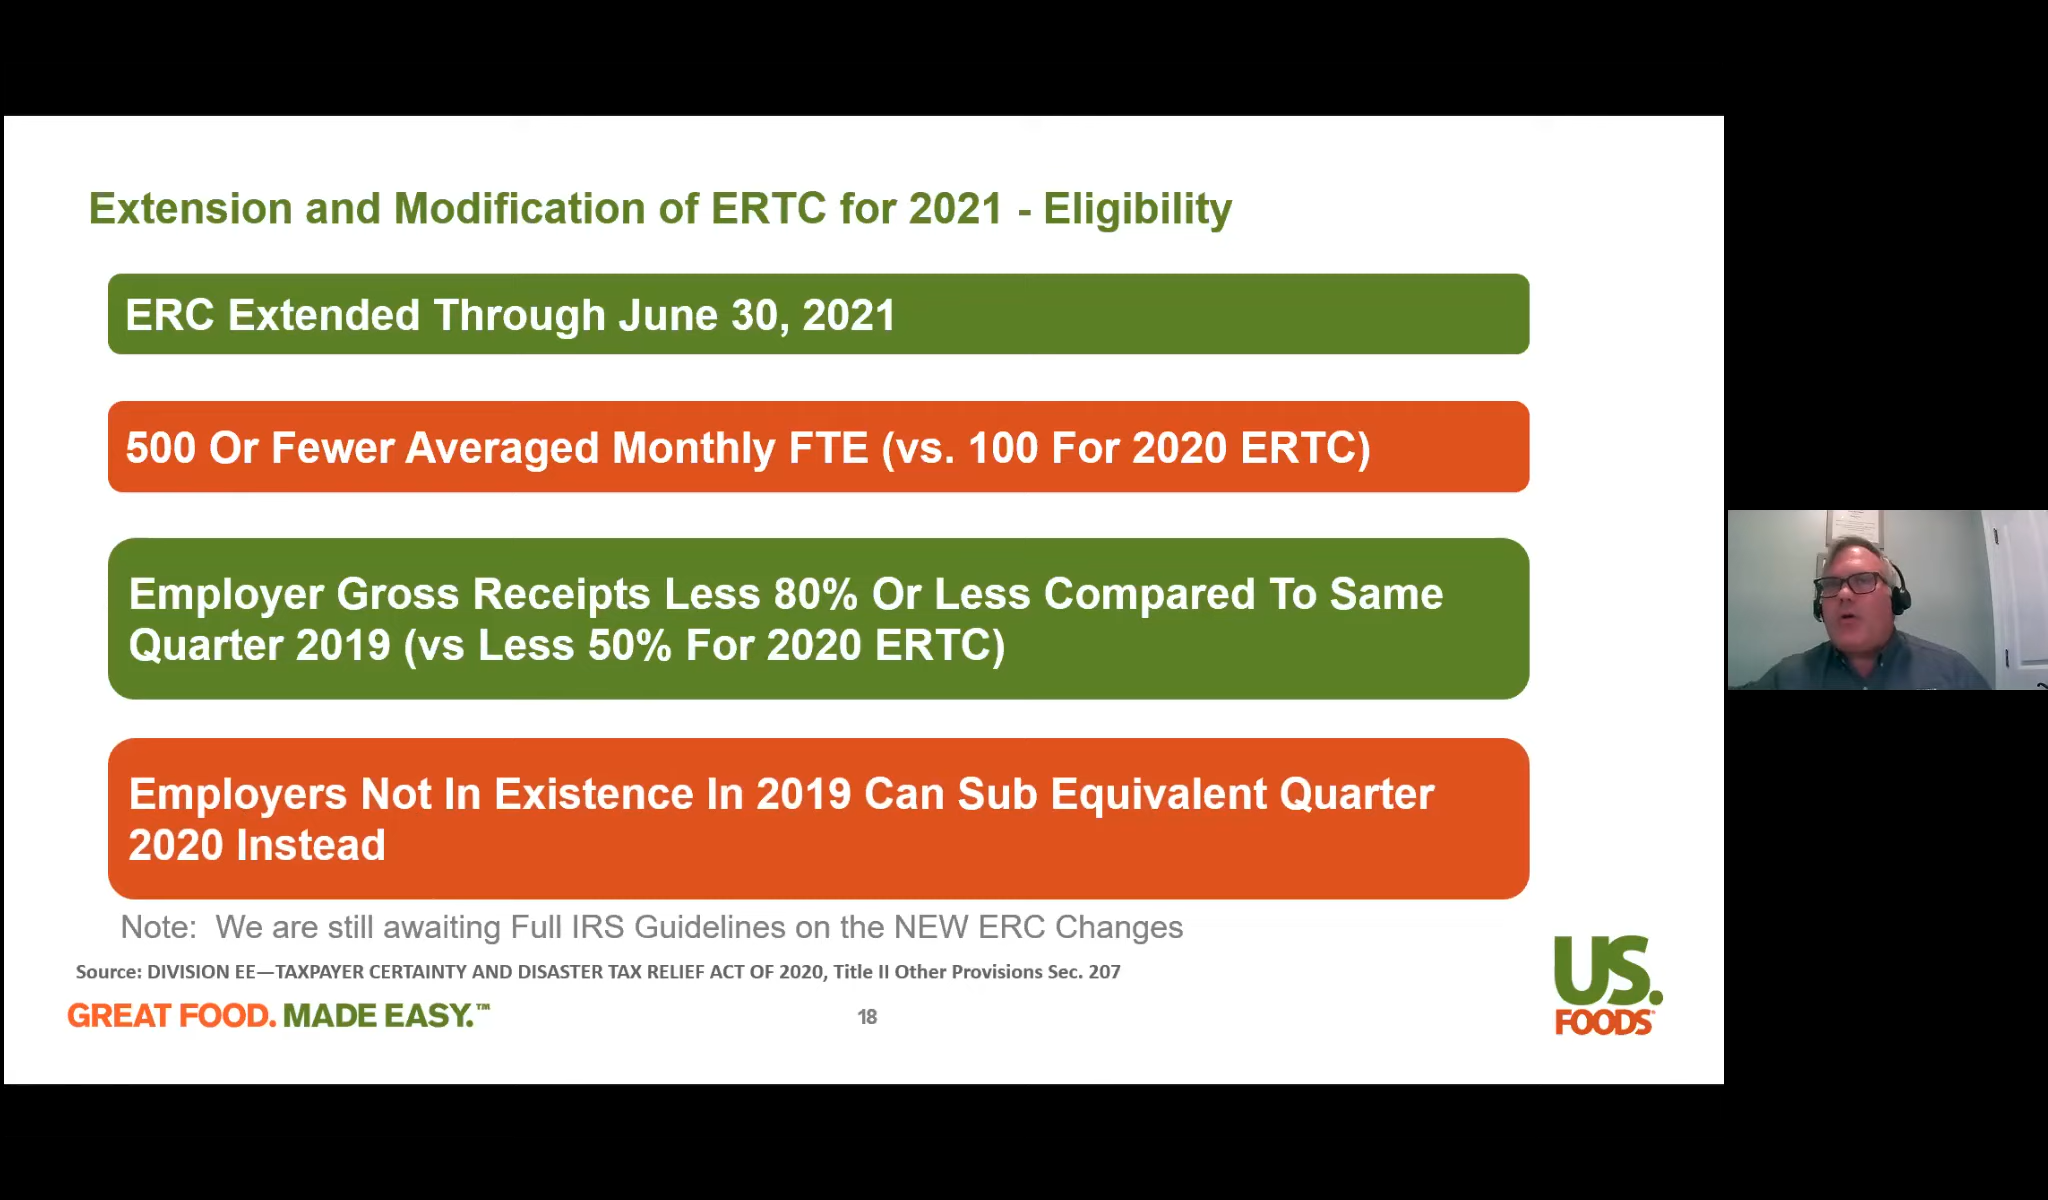 Extension and Modification of ERTC for 2021 - Eligibility
ERC Extended Through June 30, 2021
500 Or Fewer Averaged Monthly FTE (vs. 100 For 2020 ERTC)
Employer Gross Receipts Less 80% Or Less Compared To Same
Quarter 2019 (vs Less 50% For 2020 ERTC)
Employers Not In Existence In 2019 Can Sub Equivalent Quarter
2020 Instead
Note: We are still awaiting Full IRS Guidelines on the NEW ERC Changes
Source: DIVISION EE—TAXPAYER CERTAINTY AND DISASTER TAX RELIEF ACT OF 2020, Title II Other Provisions Sec. 207
GREAT FOOD. MADE EASY.™
18
US.
FOODS®